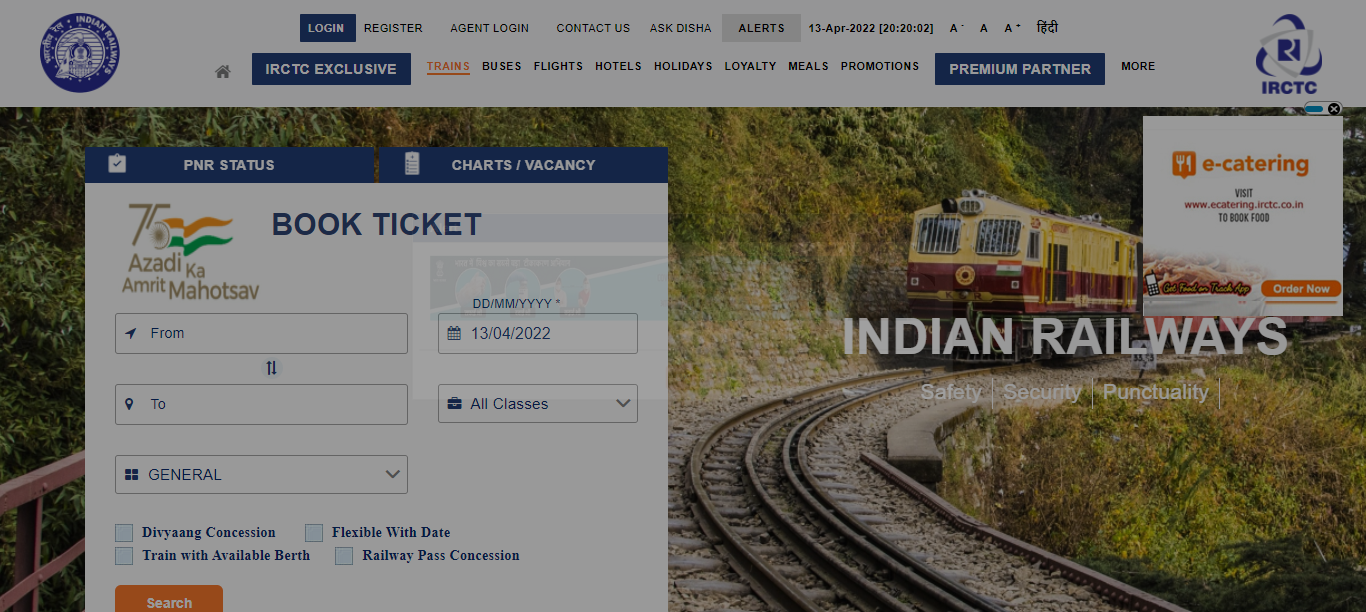 INDIAN RAILWAYS
भारतीय रेल
LOGIN REGISTER AGENT LOGIN CONTACT US ASK DISHA ALERTS 13-Apr-2022 [20:20:02] A - A A + हिंदी
IRCTC EXCLUSIVE TRAINS BUSES FLIGHTS HOTELS HOLIDAYS LOYALTY MEALS PROMOTIONS PREMIUM PARTNER MORE
IRCTC
PNR STATUS
CHARTS / VACANCY
75
Azadi Ka
Amrit Mahotsav
BOOK TICKET
From
DD/MM/YYYY *
13/04/2022
To
All Classes
GENERAL
Divyaang Concession
Flexible With Date
Train with Available Berth
Railway Pass Concession
Search
e-catering
VISIT
www.ecatering.irctc.co.in
TO BOOK FOOD
Get Food on Track App
Order Now
INDIAN RAILWAYS
Safety | Security | Punctuality |